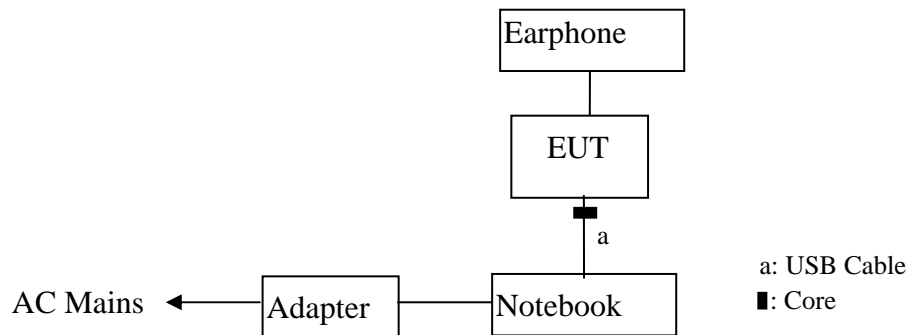 Earphone
EUT
a
a: USB Cable
: Core
AC Mains
Adapter
Notebook